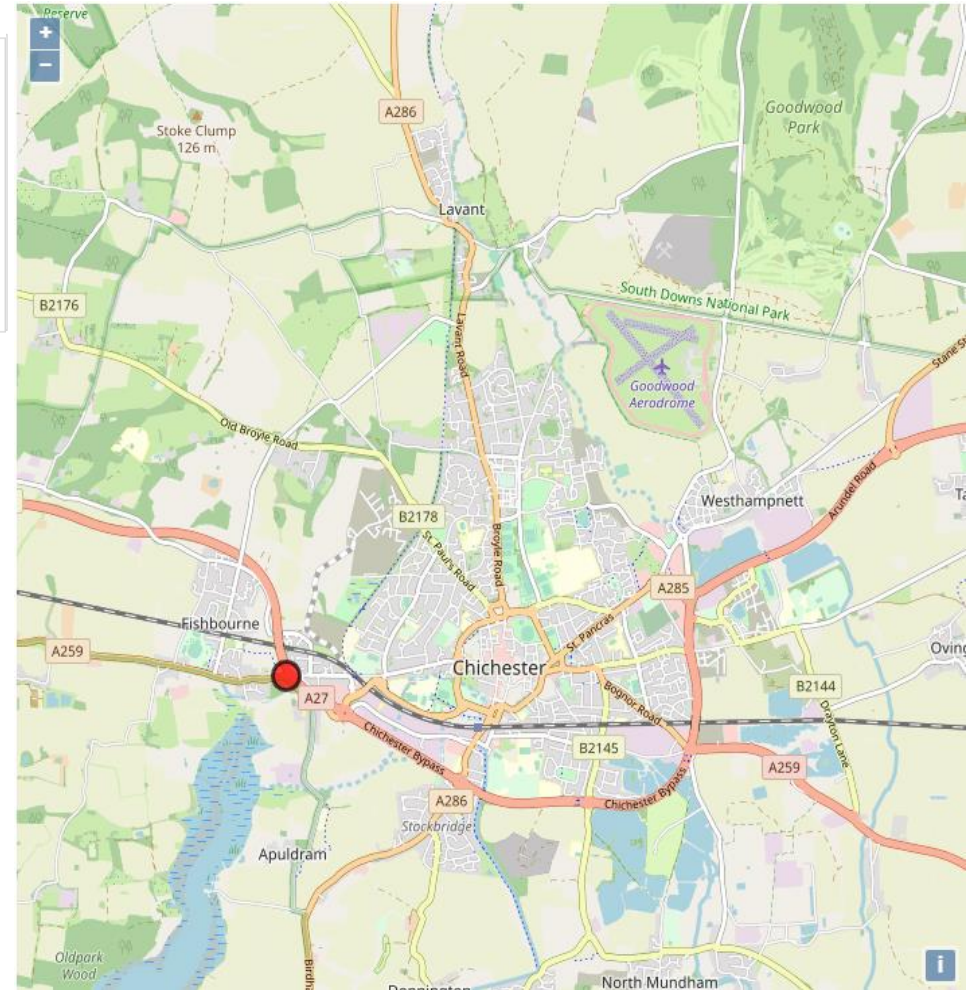 Reserve
+
−
A286
Goodwood
Park
Stoke Clump
126 m
Lavant
B2176
South Downs National Park
Lavant Road
Goodwood
Aerodrome
Old Broyle Road
Arundel Road
Westhampnett
B2178
St. Paul's Road
Broyle Road
A285
St. Pancras
Fishbourne
A259
Chichester
A27
Bognor Road
B2144
Drayton Lane
B2145
Chichester Bypass
A259
A286
Chichester Bypass
Stockbridge
Apuldram
Oldpark
Wood
i
North Mundham